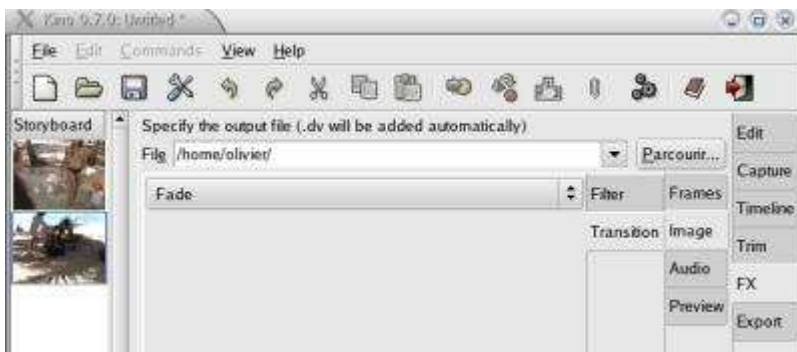 Kino 0.7.0: Untitled *
File Edit Commands View Help
Storyboard
Specify the output file (.dv will be added automatically)
File /home/olivier/ Parcourir...
Fade
Filter
Transition
Frames
Image
Audio
Preview
Edit
Capture
Timeline
Trim
FX
Export